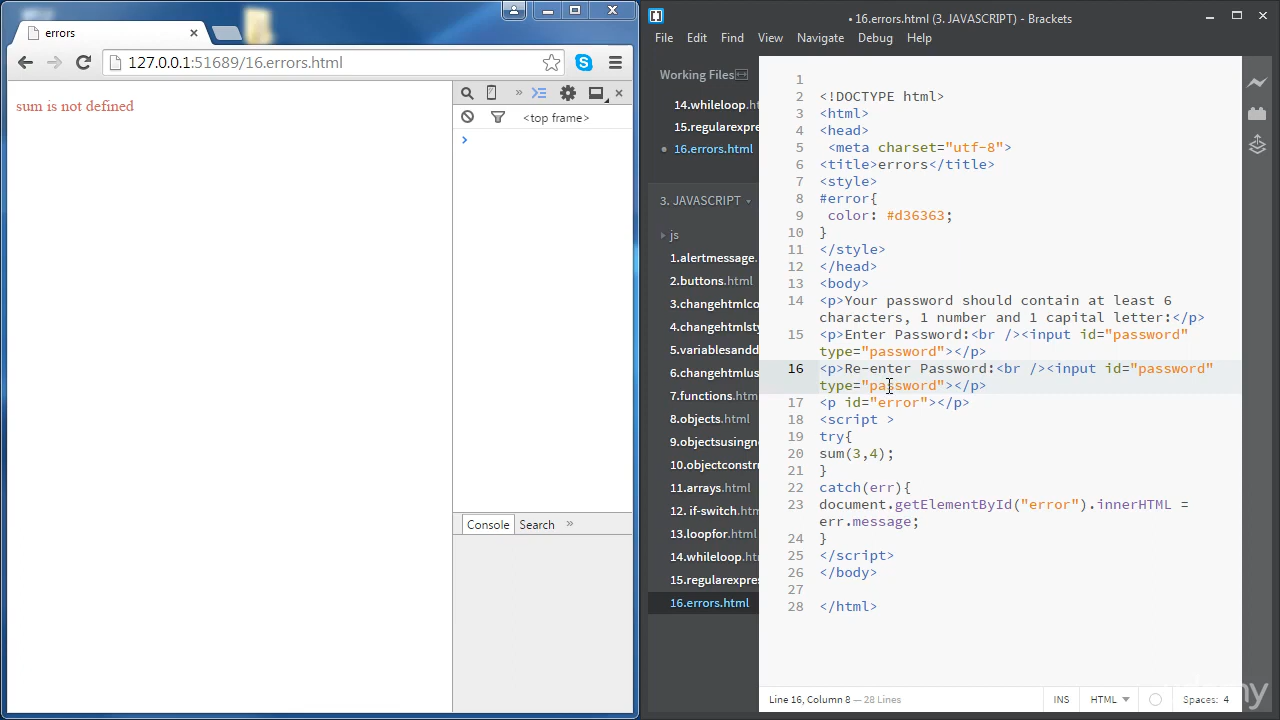 errors
127.0.0.1:51689/16.errors.html
sum is not defined
<top frame>
Console
Search
• 16.errors.html (3. JAVASCRIPT) - Brackets
File Edit Find View Navigate Debug Help
Working Files
14.whileloop.ht
15.regularexpre
16.errors.html
3. JAVASCRIPT
js
1.alertmessage.
2.buttons.html
3.changehtmlco
4.changehtmlsty
5.variablesandd
6.changehtmlus
7.functions.htm
8.objects.html
9.objectsusingne
10.objectconstru
11.arrays.html
12. if-switch.htm
13.loopfor.html
14.whileloop.htm
15.regularexpres
16.errors.html
1
2 <!DOCTYPE html>
3 <html>
4 <head>
5 <meta charset="utf-8">
6 <title>errors</title>
7 <style>
8 #error{
9 color: #d36363;
10 }
11 </style>
12 </head>
13 <body>
14 <p>Your password should contain at least 6
characters, 1 number and 1 capital letter:</p>
15 <p>Enter Password:<br /><input id="password"
type="password"></p>
16 <p>Re-enter Password:<br /><input id="password"
type="password"></p>
17 <p id="error"></p>
18 <script >
19 try{
20 sum(3,4);
21 }
22 catch(err){
23 document.getElementById("error").innerHTML =
err.message;
24 }
25 </script>
26 </body>
27
28 </html>
Line 16, Column 8 — 28 Lines
INS HTML Spaces: 4